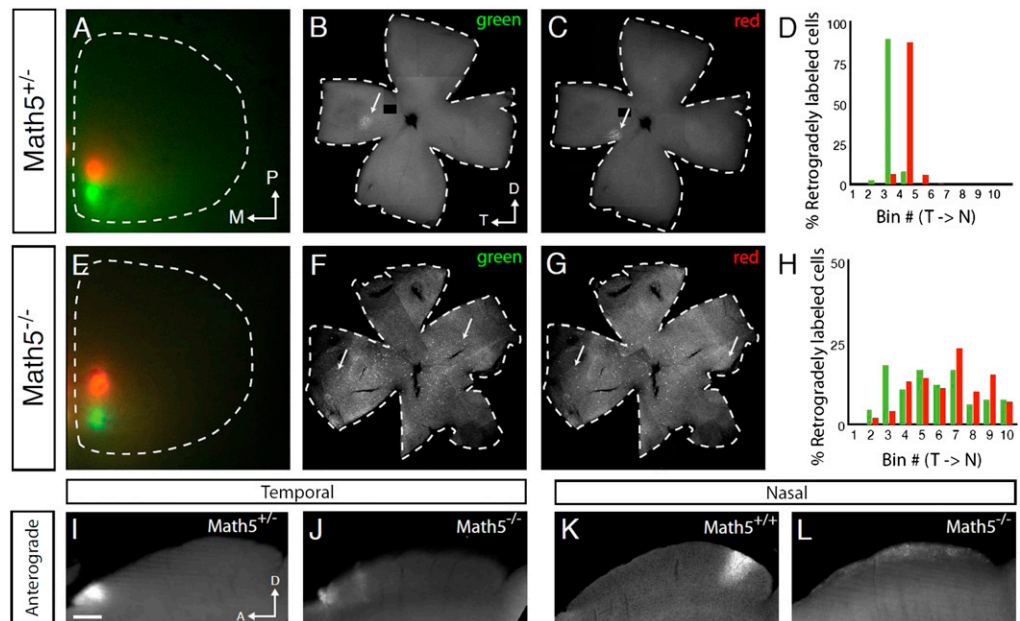 Math5+/-
A
P
M
B
green
D
T
C
red
D
% Retrogradely labeled cells
100
75
50
25
0
1 2 3 4 5 6 7 8 9 10
Bin # (T -> N)
Math5-/-
E
F
green
G
red
H
% Retrogradely labeled cells
50
25
0
1 2 3 4 5 6 7 8 9 10
Bin # (T -> N)
Temporal
Nasal
Anterograde
I
Math5+/-
D
A
J
Math5-/-
K
Math5+/+
L
Math5-/-